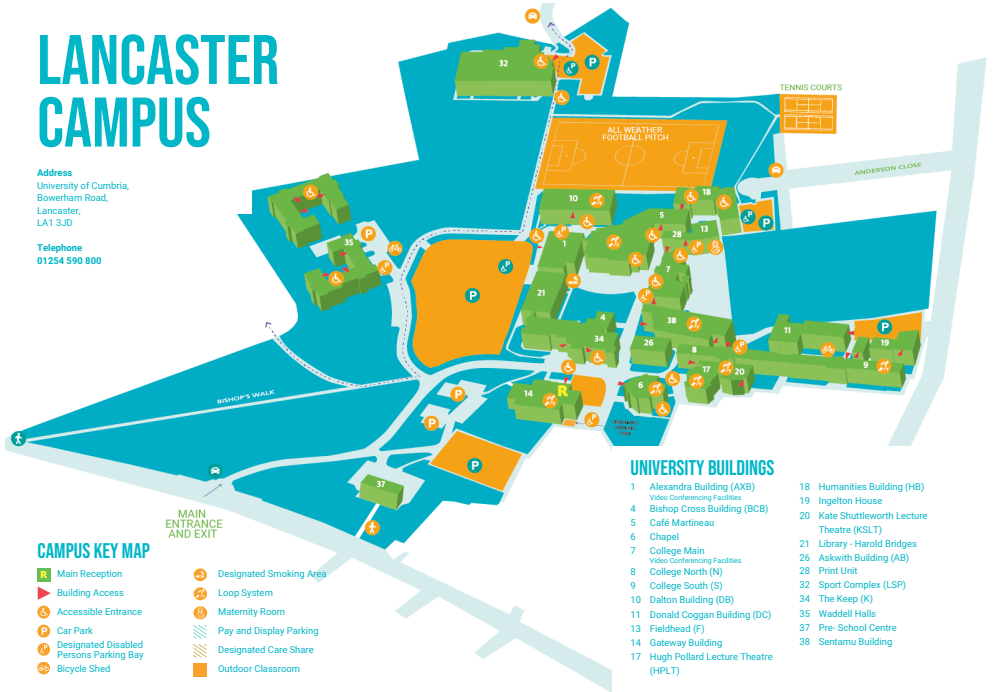 LANCASTER
CAMPUS
Address
University of Cumbria,
Bowerham Road,
Lancaster,
LA1 3JD
Telephone
01254 590 800
32
P
P
P
TENNIS COURTS
ALL WEATHER
FOOTBALL PITCH
ANDERSON CLOSE
10
18
P
P
5
13
28
P
P
1
35
P
P
7
P
P
P
21
P
4
34
38
26
8
P
11
P
19
9
17
20
6
14
R
P
P
P
P
37
BISHOP'S WALK
MAIN
ENTRANCE
AND EXIT
CAMPUS KEY MAP
R Main Reception
Building Access
Accessible Entrance
P Car Park
P Designated Disabled
Persons Parking Bay
Bicycle Shed
Designated Smoking Area
Loop System
Maternity Room
Pay and Display Parking
Designated Care Share
Outdoor Classroom
UNIVERSITY BUILDINGS
1 Alexandra Building (AXB)
Video Conferencing Facilities
4 Bishop Cross Building (BCB)
5 Café Martineau
6 Chapel
7 College Main
Video Conferencing Facilities
8 College North (N)
9 College South (S)
10 Dalton Building (DB)
11 Donald Coggan Building (DC)
13 Fieldhead (F)
14 Gateway Building
17 Hugh Pollard Lecture Theatre
(HPLT)
18 Humanities Building (HB)
19 Ingelton House
20 Kate Shuttleworth Lecture
Theatre (KSLT)
21 Library - Harold Bridges
26 Askwith Building (AB)
28 Print Unit
32 Sport Complex (LSP)
34 The Keep (K)
35 Waddell Halls
37 Pre- School Centre
38 Sentamu Building